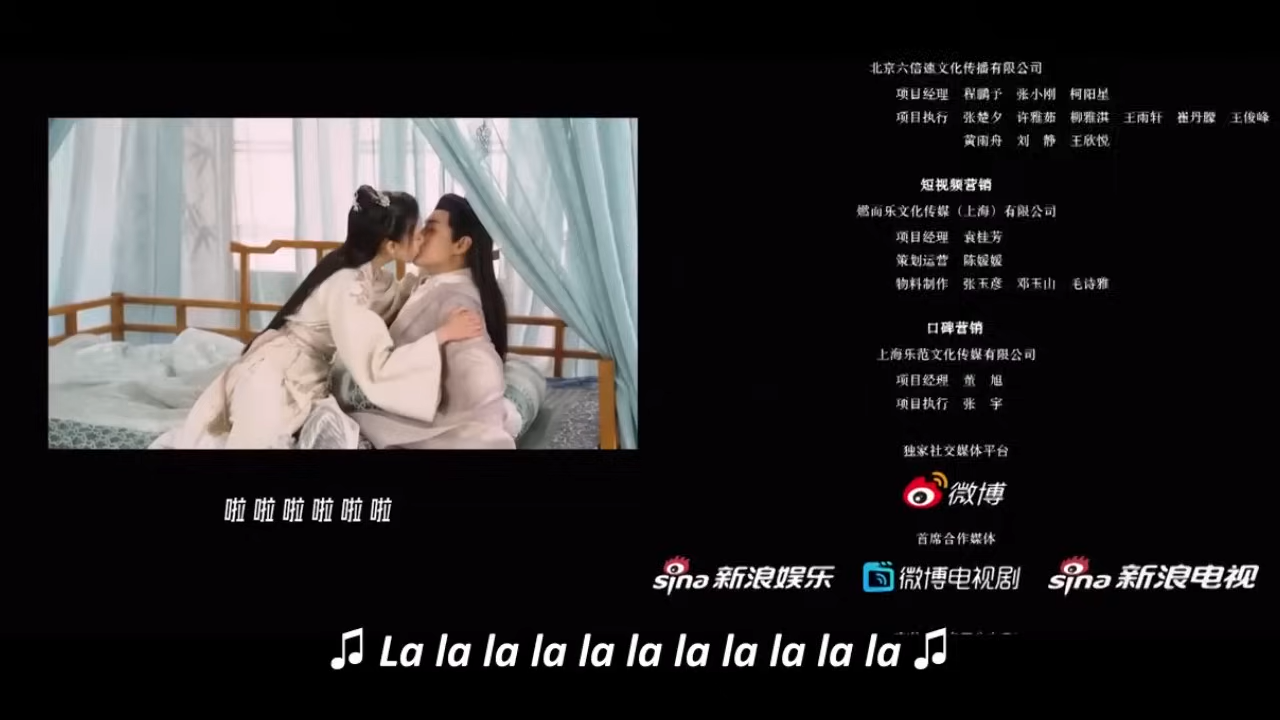 北京六倍速文化传播有限公司
项目经理 程鹏予 张小刚 柯阳星
项目执行 张楚夕 许雅茹 柳雅淇 王雨轩 崔丹朦 王俊峰
黄雨舟 刘静 王欣悦
短视频营销
燃而乐文化传媒（上海）有限公司
项目经理 袁桂芳
策划运营 陈媛媛
物料制作 张玉彦 邓玉山 毛诗雅
口碑营销
上海乐范文化传媒有限公司
项目经理 董旭
项目执行 张宇
独家社交媒体平台
微博
首席合作媒体
sina 新浪娱乐 微博电视剧 sina 新浪电视
啦 啦 啦 啦 啦 啦
♫ La la la la la la la la la la la ♫